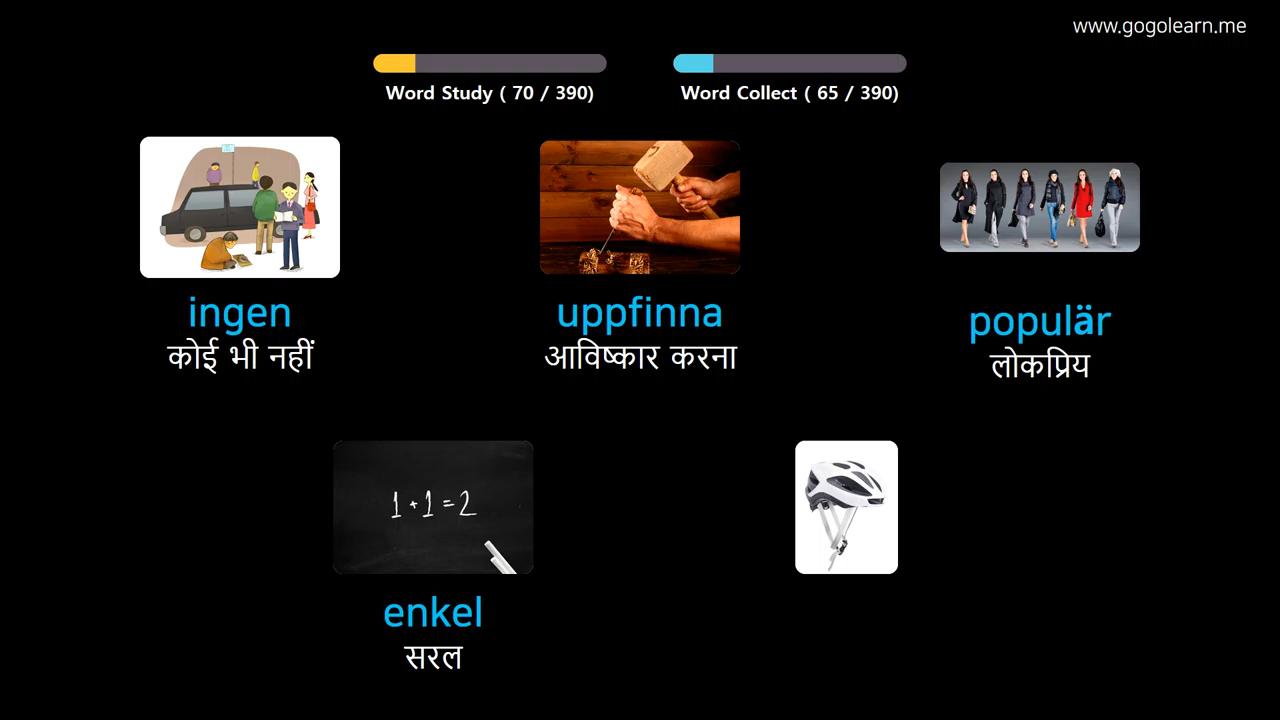 www.gogolearn.me
Word Study ( 70 / 390)
Word Collect ( 65 / 390)
ingen
कोई भी नहीं
uppfinna
आविष्कार करना
populär
लोकप्रिय
1 + 1 = 2
enkel
सरल